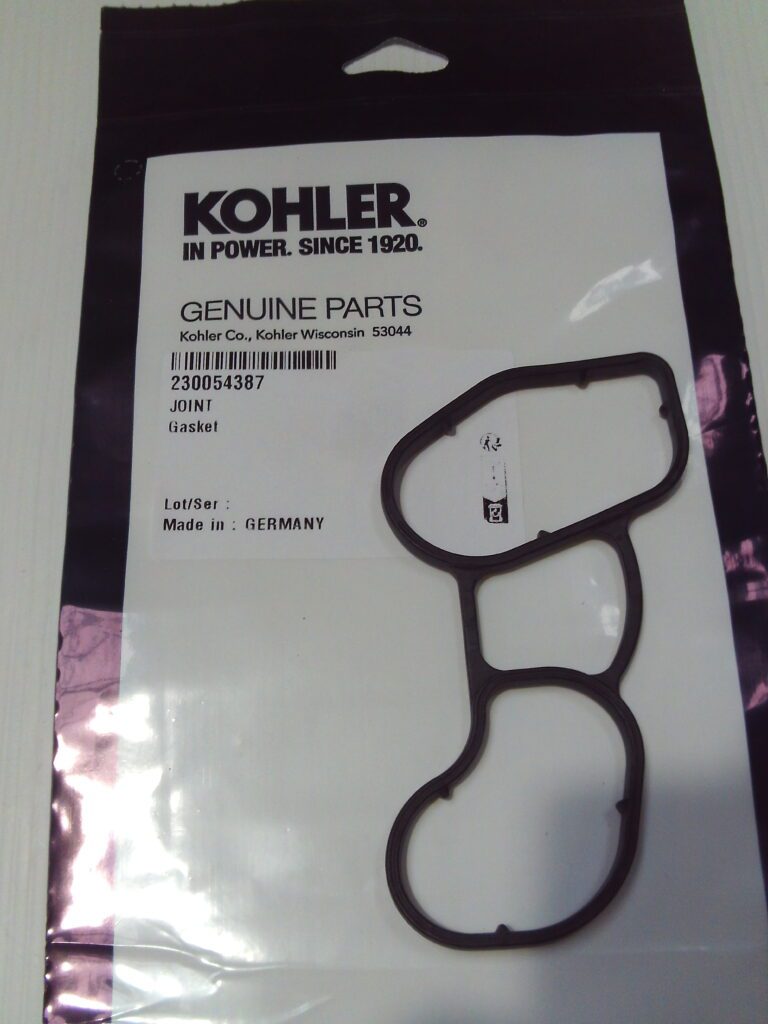 KOHLER®
IN POWER. SINCE 1920.
GENUINE PARTS
Kohler Co., Kohler Wisconsin 53044
230054387
JOINT
Gasket
Lot/Ser :
Made in : GERMANY